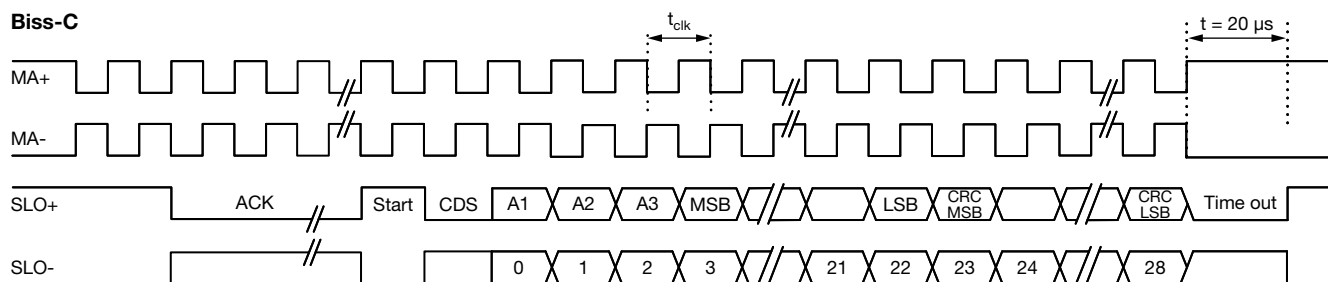 Biss-C
t_clk t = 20 µs
MA+
MA-
SLO+ ACK Start CDS A1 A2 A3 MSB LSB CRC MSB CRC LSB Time out
SLO- 0 1 2 3 21 22 23 24 28